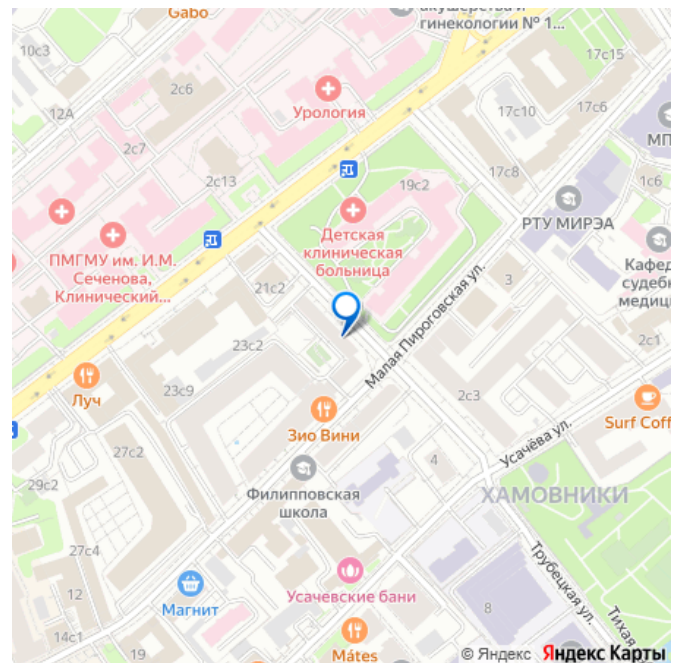 Gabo
акушерства и
гинекологии № 1...
10с3
17с15
2с6
Урология
12А
17с10
17с6
МП
2с7
2с13
19с2
17с8
1с6
Детская
клиническая
больница
РТУ МИРЭА
ПМГМУ им. И.М.
Сеченова,
Клинический...
Кафед
судебн
медици
21с2
3
Малая Пироговская ул.
23с2
2с1
Луч
23с9
2с3
Surf Coff
Зио Вини
Усачёва ул.
27с2
4
29с2
Филипповская
школа
ХАМОВНИКИ
27с4
Трубецкая ул.
Усачевские бани
Тихая
12
Магнит
8
14с1
19
Mátes
© Яндекс Яндекс Карты